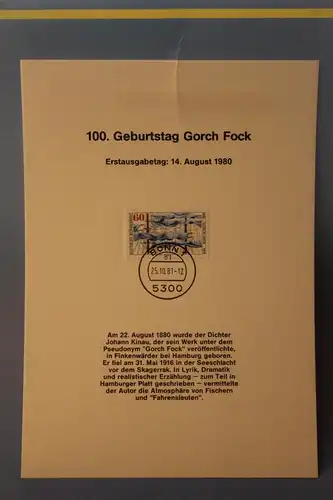 100. Geburtstag Gorch Fock
Erstausgabetag: 14. August 1980
60
BONN 1
25.10.81-12
5300
Am 22. August 1880 wurde der Dichter
Johann Kinau, der sein Werk unter dem
Pseudonym "Gorch Fock" veröffentlichte,
in Finkenwärder bei Hamburg geboren.
Er fiel am 31. Mai 1916 in der Seeschlacht
vor dem Skagerrak. In Lyrik, Dramatik
und realistischer Erzählung – zum Teil in
Hamburger Platt geschrieben – vermittelte
der Autor die Atmosphäre von Fischern
und "Fahrensleuten".